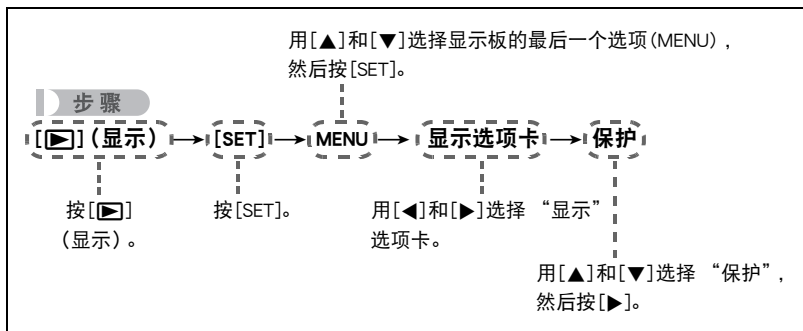 用[▲]和[▼]选择显示板的最后一个选项(MENU)，
然后按[SET]。
步骤
[▶](显示) → [SET] → MENU → 显示选项卡 → 保护
按[▶]
(显示)。
按[SET]。
用[◀]和[▶]选择 “显示”
选项卡。
用[▲]和[▼]选择 “保护”，
然后按[▶]。